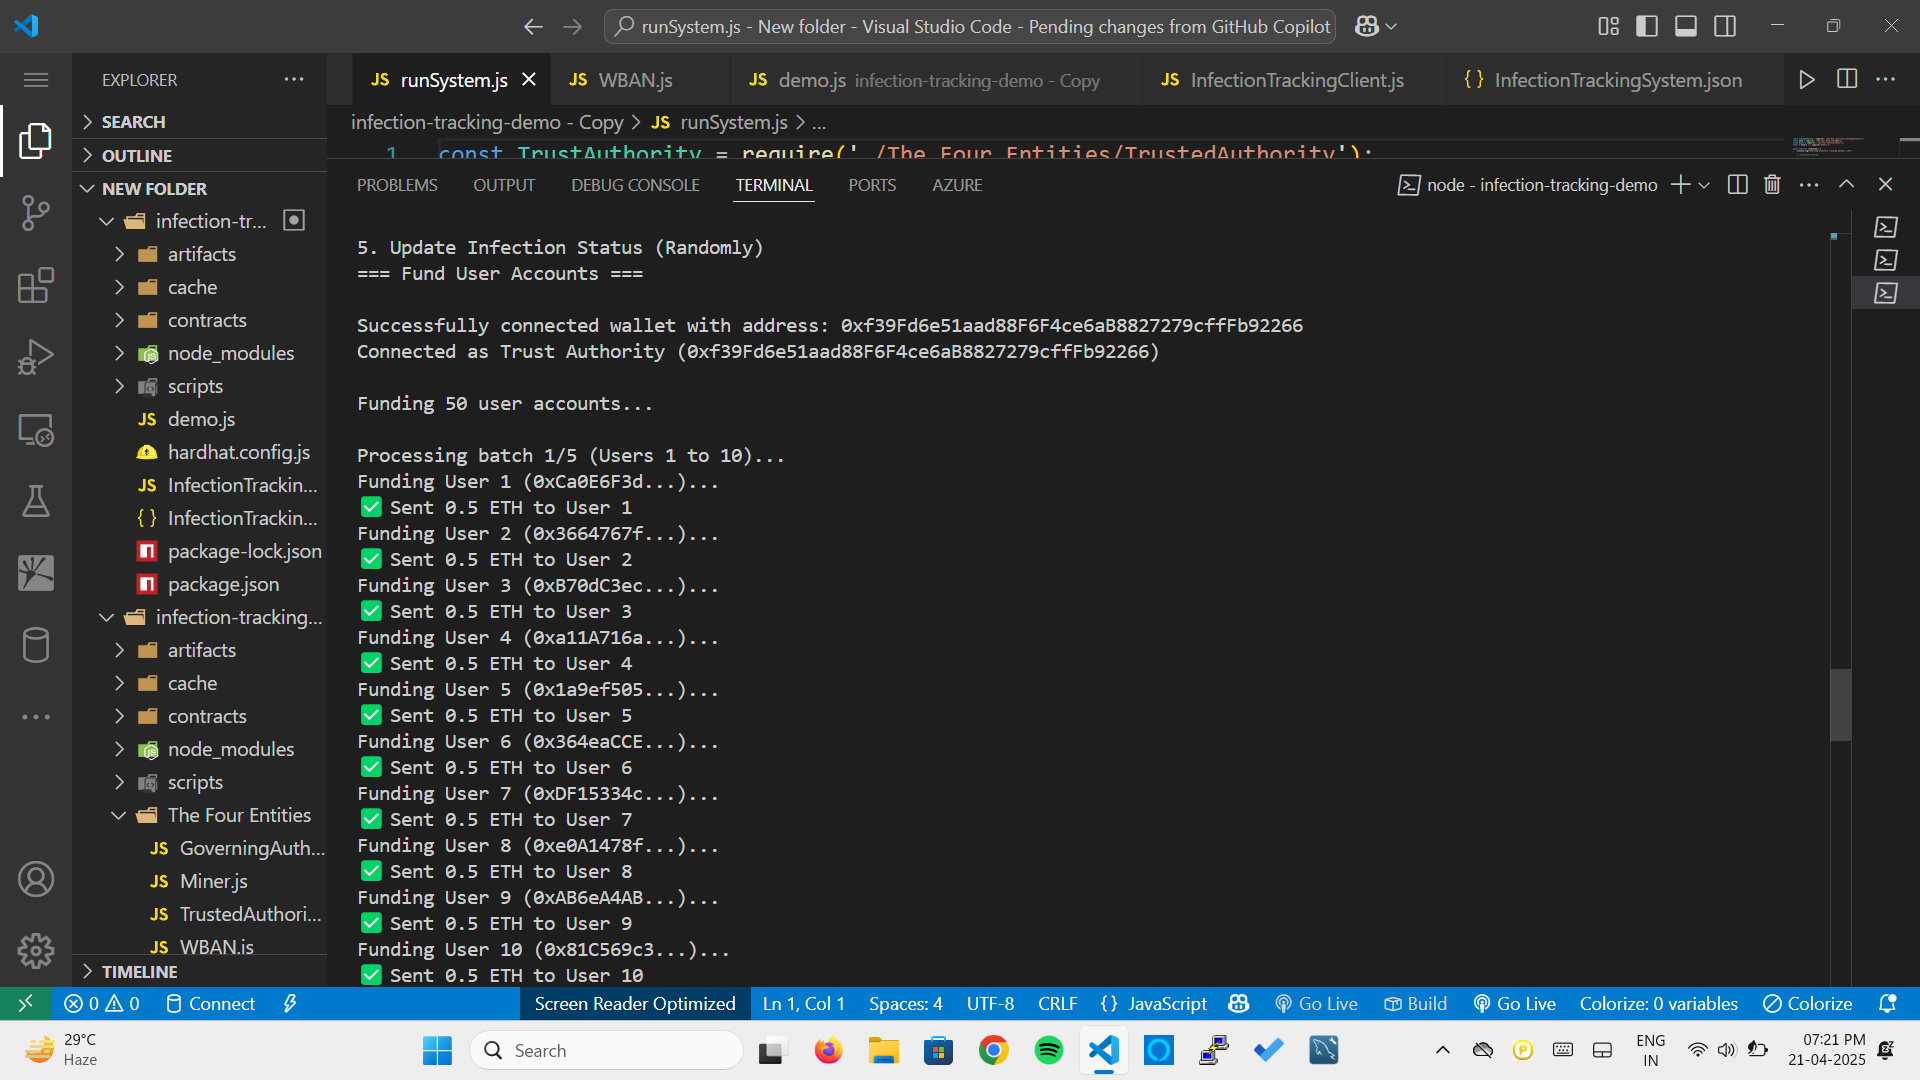 runSystem.js - New folder - Visual Studio Code - Pending changes from GitHub Copilot
EXPLORER
JS runSystem.js
JS WBAN.js
JS demo.js infection-tracking-demo - Copy
JS InfectionTrackingClient.js
{} InfectionTrackingSystem.json
SEARCH
OUTLINE
NEW FOLDER
infection-tr...
artifacts
cache
contracts
node_modules
scripts
JS demo.js
hardhat.config.js
JS InfectionTrackin...
{} InfectionTrackin...
package-lock.json
package.json
infection-tracking...
artifacts
cache
contracts
node_modules
scripts
The Four Entities
JS GoverningAuth...
JS Miner.js
JS TrustedAuthori...
JS WBAN.js
TIMELINE
infection-tracking-demo - Copy > JS runSystem.js > ...
1 const TrustAuthority = require('./The Four Entities/TrustedAuthority');
PROBLEMS OUTPUT DEBUG CONSOLE TERMINAL PORTS AZURE
node - infection-tracking-demo
5. Update Infection Status (Randomly)
=== Fund User Accounts ===
Successfully connected wallet with address: 0xf39Fd6e51aad88F6F4ce6aB8827279cffFb92266
Connected as Trust Authority (0xf39Fd6e51aad88F6F4ce6aB8827279cffFb92266)
Funding 50 user accounts...
Processing batch 1/5 (Users 1 to 10)...
Funding User 1 (0xCa0E6F3d...)...
✅ Sent 0.5 ETH to User 1
Funding User 2 (0x3664767f...)...
✅ Sent 0.5 ETH to User 2
Funding User 3 (0xB70dC3ec...)...
✅ Sent 0.5 ETH to User 3
Funding User 4 (0xa11A716a...)...
✅ Sent 0.5 ETH to User 4
Funding User 5 (0x1a9ef505...)...
✅ Sent 0.5 ETH to User 5
Funding User 6 (0x364eaCCE...)...
✅ Sent 0.5 ETH to User 6
Funding User 7 (0xDF15334c...)...
✅ Sent 0.5 ETH to User 7
Funding User 8 (0xe0A1478f...)...
✅ Sent 0.5 ETH to User 8
Funding User 9 (0xAB6eA4AB...)...
✅ Sent 0.5 ETH to User 9
Funding User 10 (0x81C569c3...)...
✅ Sent 0.5 ETH to User 10
0 0 Connect Screen Reader Optimized Ln 1, Col 1 Spaces: 4 UTF-8 CRLF {} JavaScript Go Live Build Go Live Colorize: 0 variables Colorize
29°C
Haze
Search
ENG
IN
07:21 PM
21-04-2025